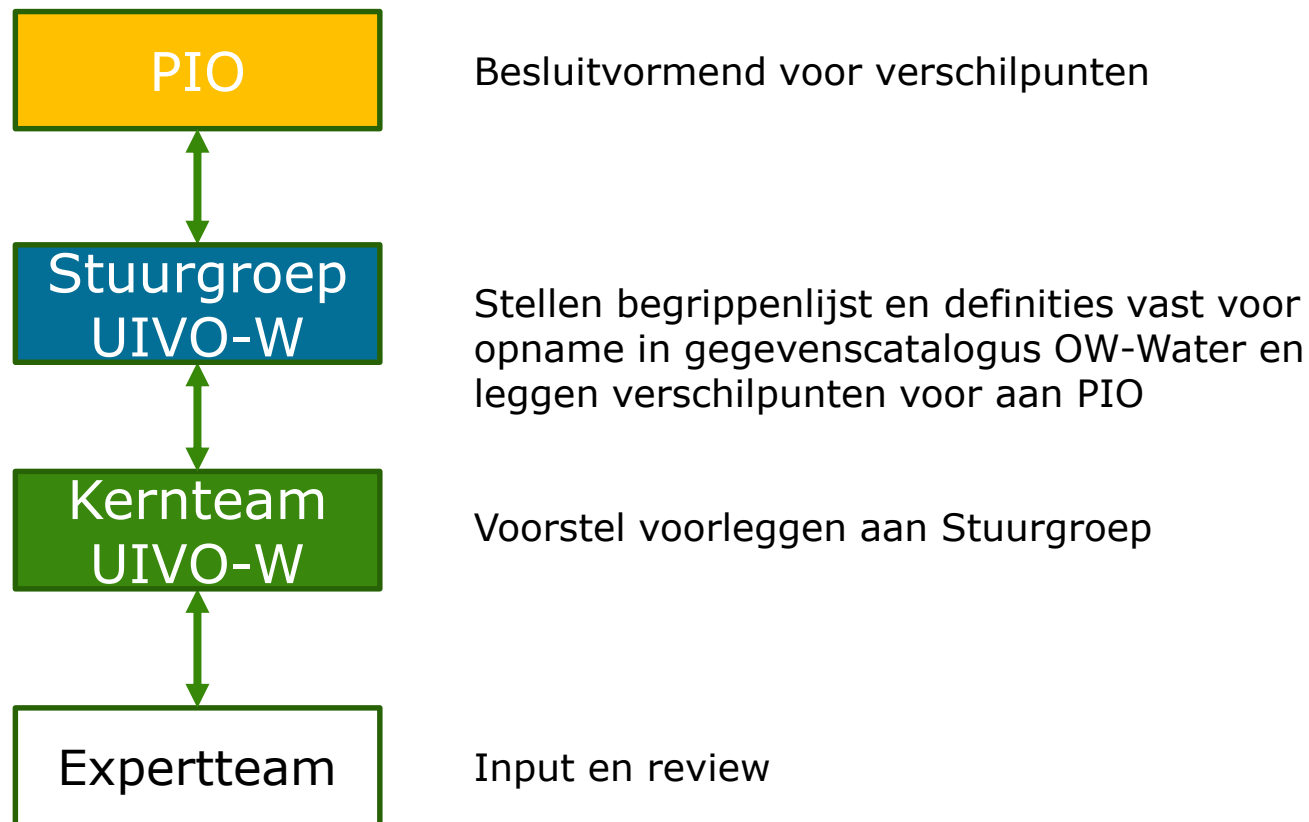 PIO
Besluitvormend voor verschilpunten
Stuurgroep
UIVO-W
Stellen begrippenlijst en definities vast voor
opname in gegevenscatalogus OW-Water en
leggen verschilpunten voor aan PIO
Kernteam
UIVO-W
Voorstel voorleggen aan Stuurgroep
Expertteam
Input en review